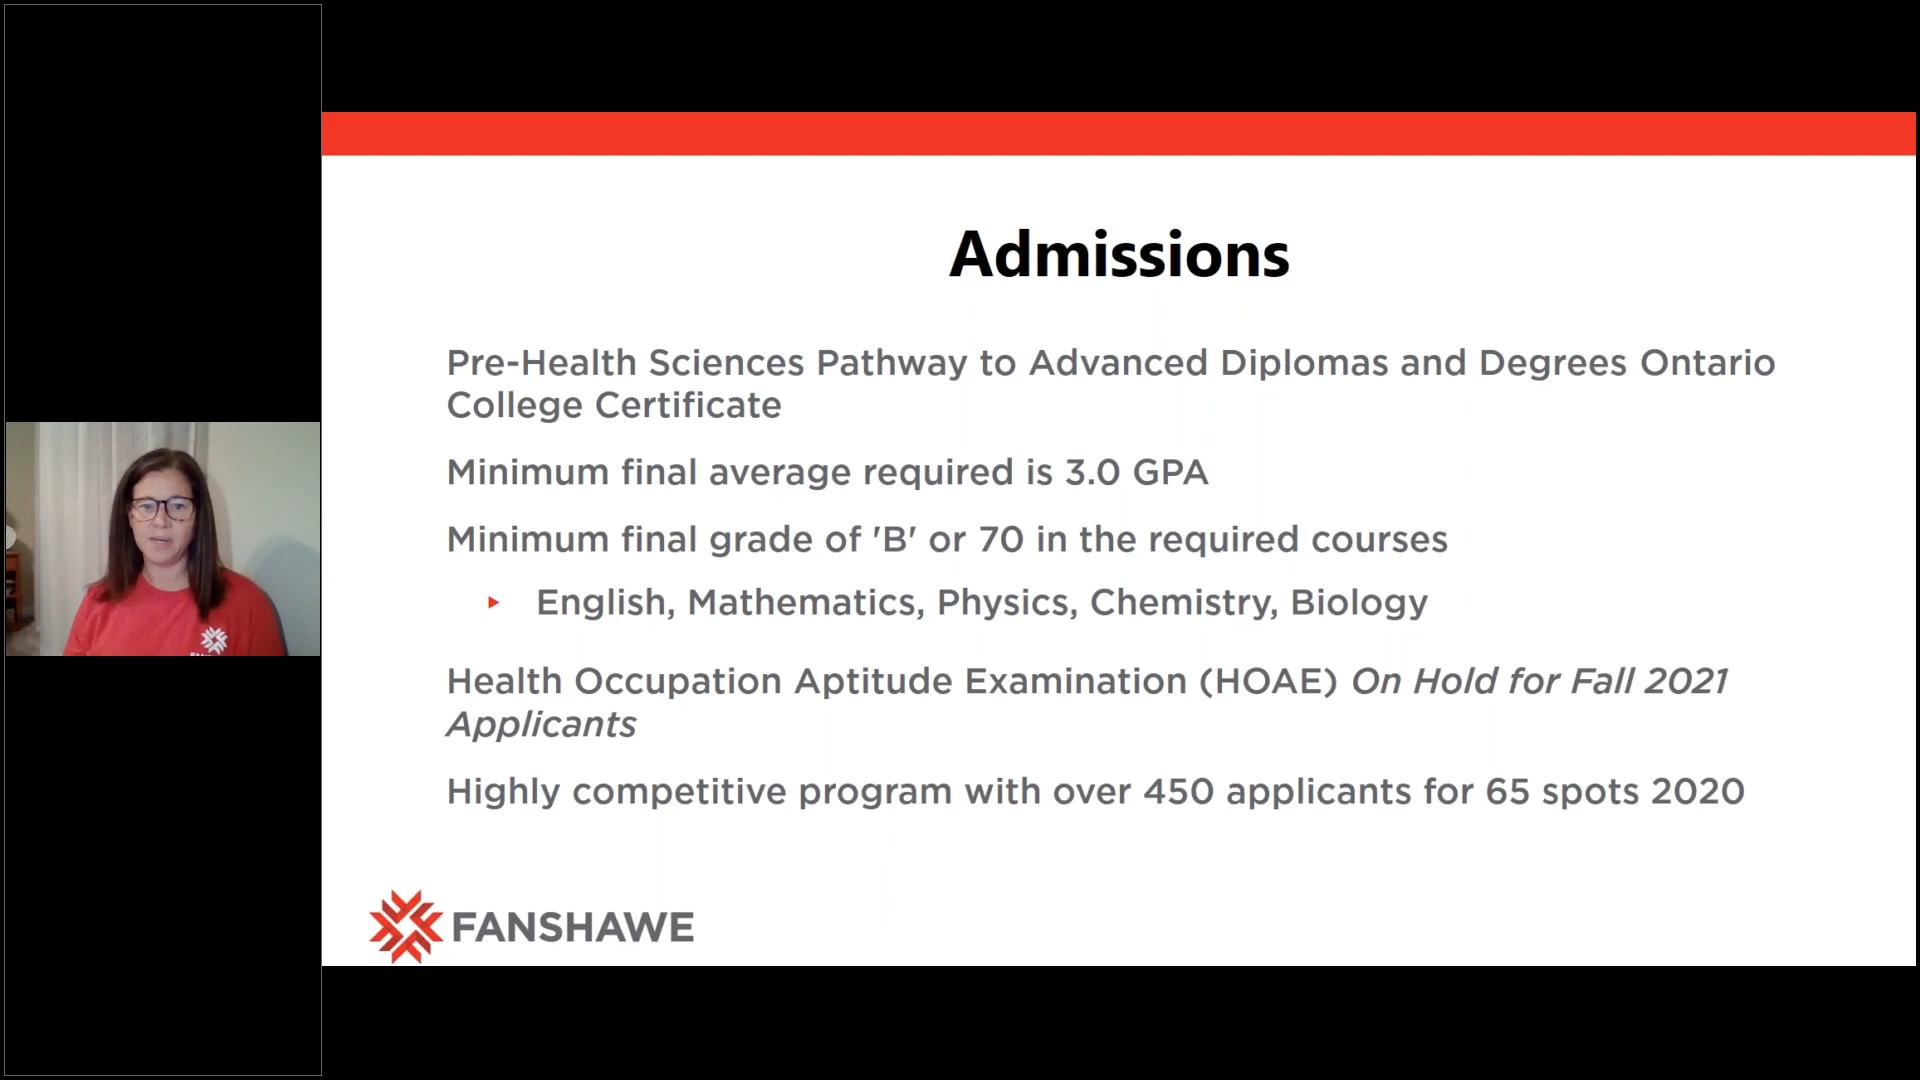 Admissions
Pre-Health Sciences Pathway to Advanced Diplomas and Degrees Ontario
College Certificate
Minimum final average required is 3.0 GPA
Minimum final grade of 'B' or 70 in the required courses
English, Mathematics, Physics, Chemistry, Biology
Health Occupation Aptitude Examination (HOAE) On Hold for Fall 2021
Applicants
Highly competitive program with over 450 applicants for 65 spots 2020
FANSHAWE